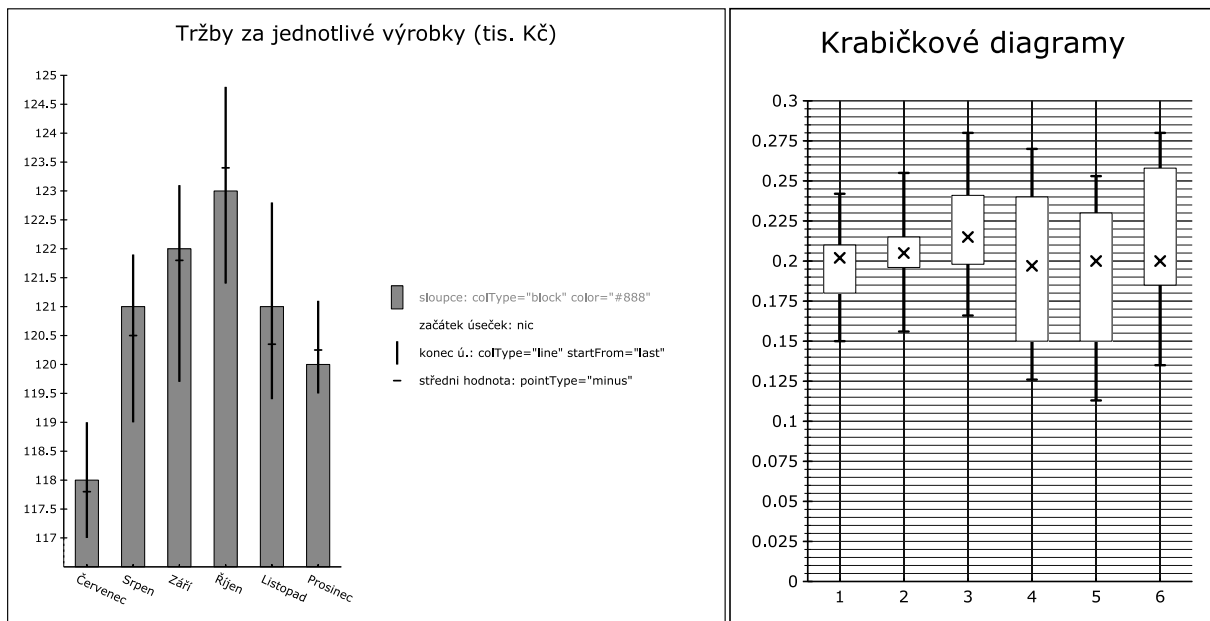 Tržby za jednotlivé výrobky (tis. Kč)
125
124.5
124
123.5
123
122.5
122
121.5
121
120.5
120
119.5
119
118.5
118
117.5
117
Červenec
Srpen
Září
Říjen
Listopad
Prosinec
sloupce: colType="block" color="#888"
začátek úseček: nic
konec ú.: colType="line" startFrom="last"
středni hodnota: pointType="minus"
Krabičkové diagramy
0.3
0.275
0.25
0.225
0.2
0.175
0.15
0.125
0.1
0.075
0.05
0.025
0
1 2 3 4 5 6